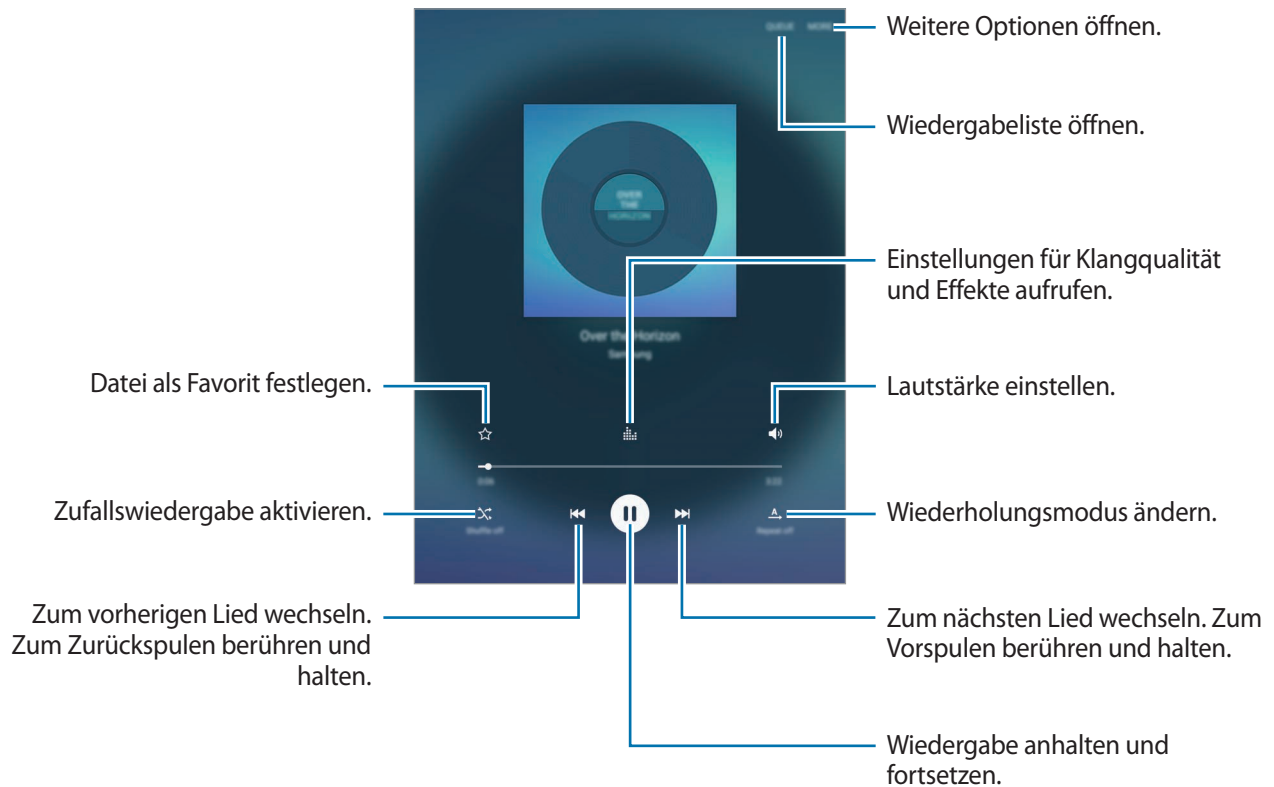 QUEUE MORE
Weitere Optionen öffnen.
Wiedergabeliste öffnen.
OVER
THE
HORIZON
Einstellungen für Klangqualität
und Effekte aufrufen.
Over the Horizon
Datei als Favorit festlegen.
Lautstärke einstellen.
Zufallswiedergabe aktivieren.
Shuffle off
Wiederholungsmodus ändern.
Repeat off
Zum vorherigen Lied wechseln.
Zum Zurückspulen berühren und
halten.
Zum nächsten Lied wechseln. Zum
Vorspulen berühren und halten.
Wiedergabe anhalten und
fortsetzen.